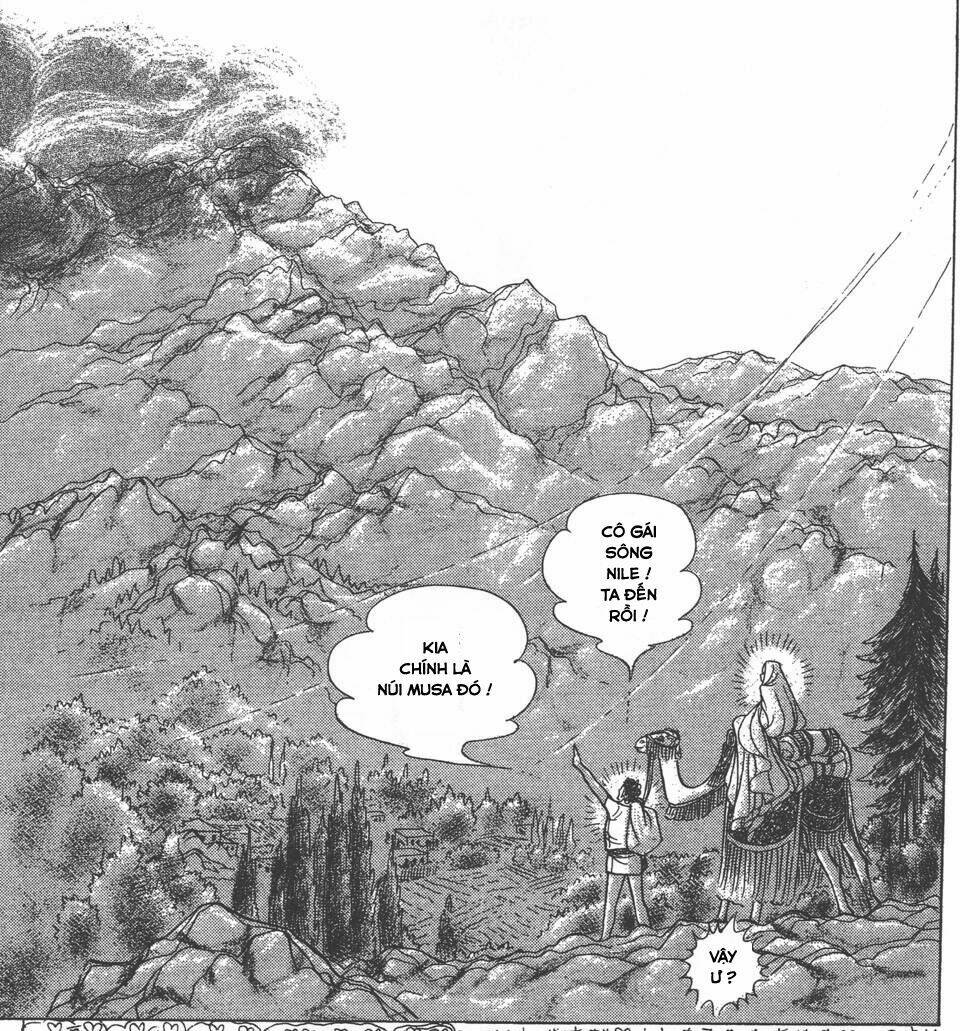 CÔ GÁI
SÔNG
NILE !
TA ĐẾN
RỒI !
KIA
CHÍNH LÀ
NÚI MUSA ĐÓ !
VẬY
Ư ?